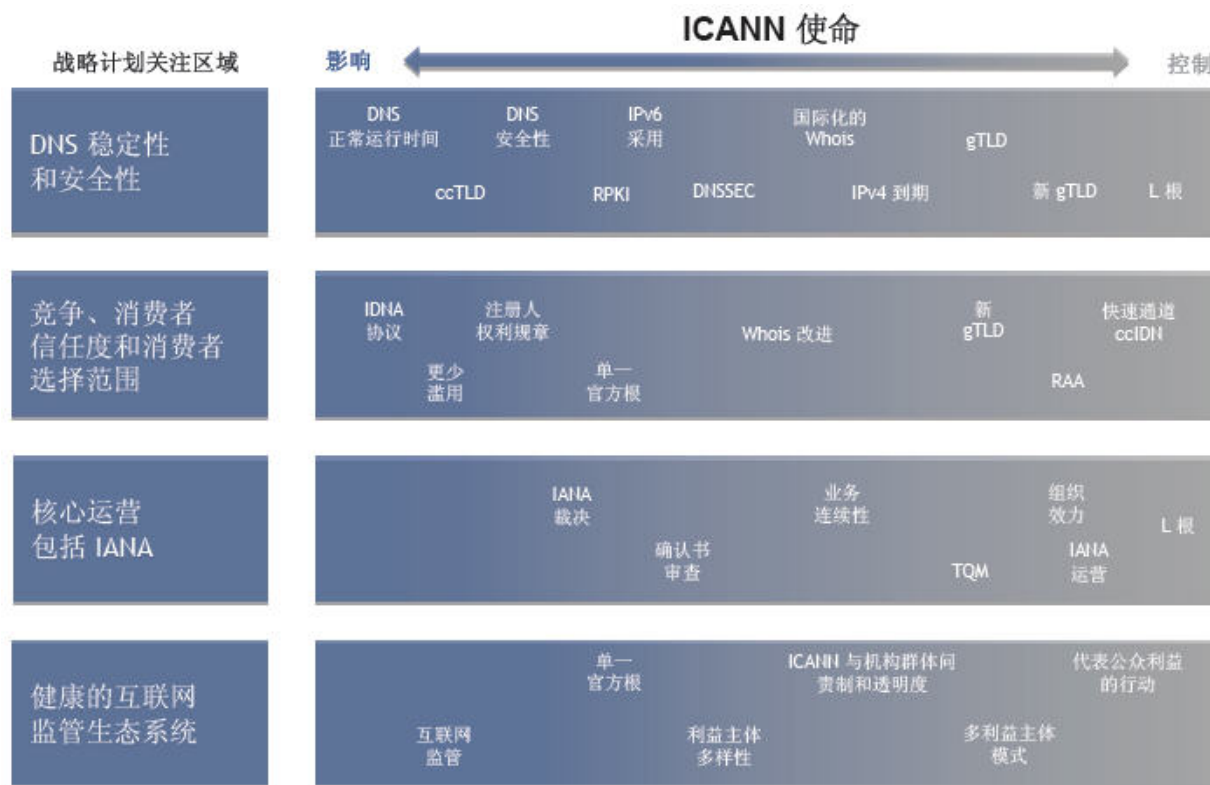 ICANN 使命
战略计划关注区域
影响
控制
DNS 稳定性
和安全性
DNS
正常运行时间
DNS
安全性
IPv6
采用
国际化的
Whois
gTLD
ccTLD
RPKI
DNSSEC
IPv4 到期
新 gTLD
L 根
竞争、消费者
信任度和消费者
选择范围
IDNA
协议
注册人
权利规章
Whois 改进
新
gTLD
快速通道
ccIDN
更少
滥用
单一
官方根
RAA
核心运营
包括 IANA
IANA
裁决
业务
连续性
组织
效力
L 根
确认书
审查
TQM
IANA
运营
健康的互联网
监管生态系统
单一
官方根
ICANN 与机构群体问
责制和透明度
代表公众利益
的行动
互联网
监管
利益主体
多样性
多利益主体
模式